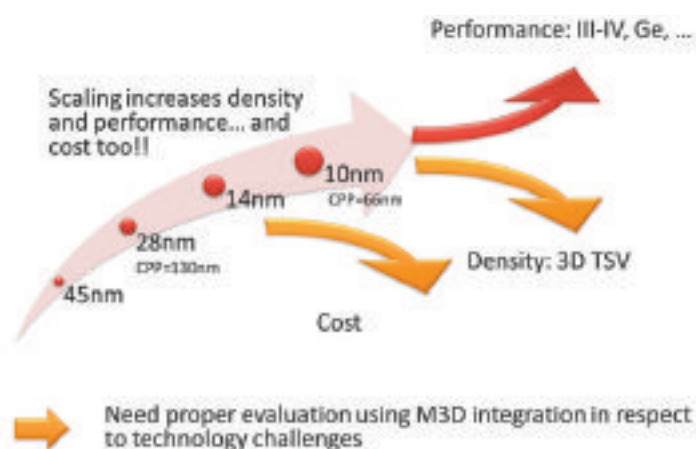 Performance: III-IV, Ge, ...
Scaling increases density
and performance... and
cost too!!
10nm
CPP=66nm
14nm
28nm
CPP=130nm
45nm
Density: 3D TSV
Cost
Need proper evaluation using M3D integration in respect
to technology challenges